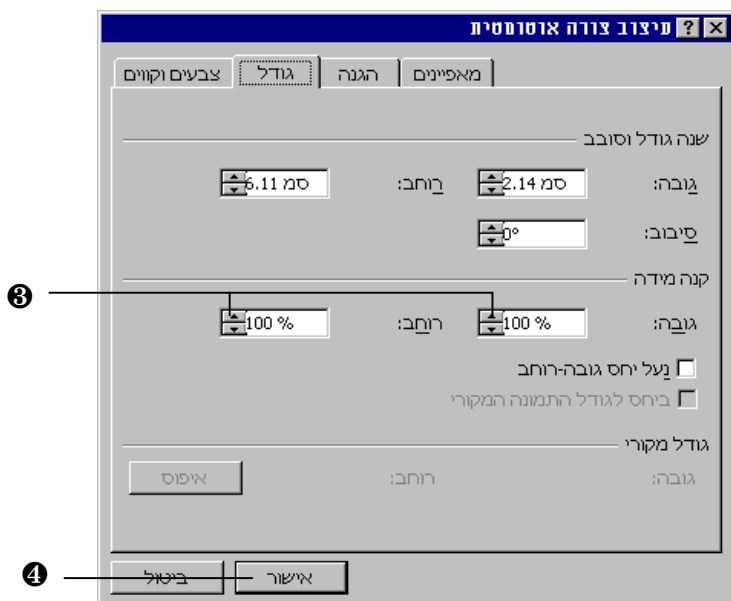 עיצוב צורה אוטומטית
מאפיינים הגנה גודל צבעים וקווים
שנה גודל וסובב
גובה: 2.14 סמ רוחב: 6.11 סמ
סיבוב: 0°
קנה מידה
❸
גובה: 100 % רוחב: 100 %
נעל יחס גובה-רוחב
ביחס לגודל התמונה המקורי
גודל מקורי
גובה: רוחב: איפוס
❹
אישור ביטול